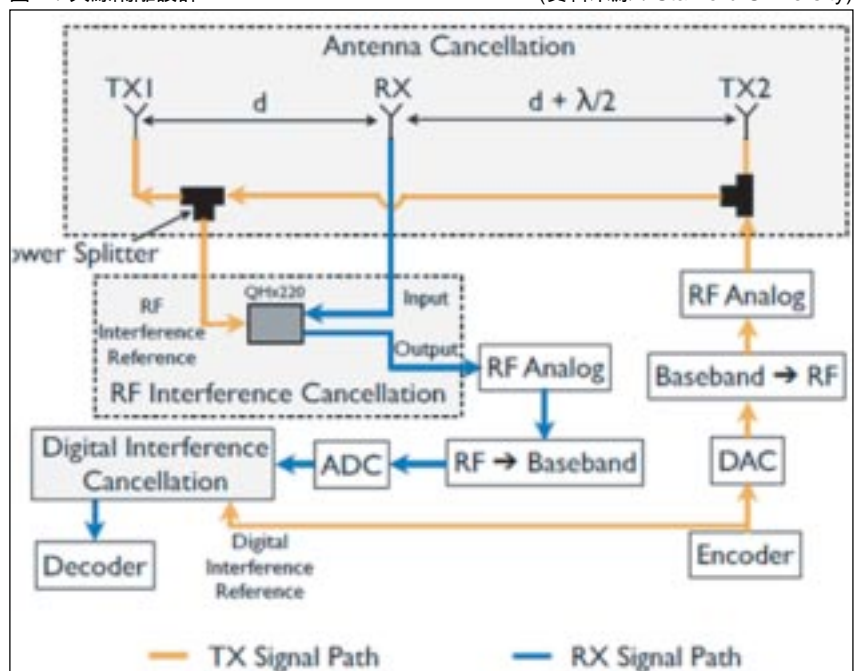 Antenna Cancellation
TX1
d
RX
d + λ/2
TX2
ower Splitter
RF
Interference
Reference
QHx220
Input
Output
RF Interference Cancellation
RF Analog
RF Analog
Baseband ➔ RF
Digital Interference
Cancellation
ADC
RF ➔ Baseband
DAC
Decoder
Digital
Interference
Reference
Encoder
TX Signal Path
RX Signal Path